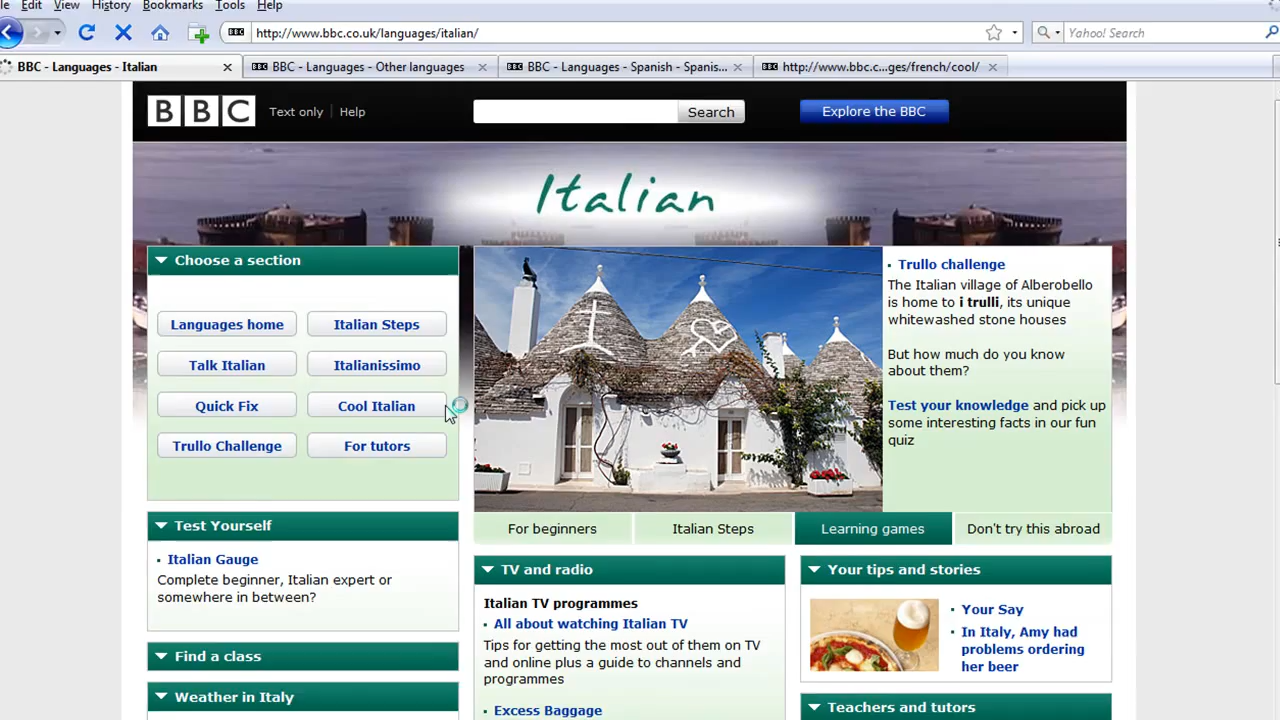 Edit View History Bookmarks Tools Help
http://www.bbc.co.uk/languages/italian/
Yahoo! Search
BBC - Languages - Italian
BBC - Languages - Other languages
BBC - Languages - Spanish - Spanis...
http://www.bbc.c...ges/french/cool/
BBC
Text only
Help
Search
Explore the BBC
Italian
Choose a section
Languages home
Italian Steps
Talk Italian
Italianissimo
Quick Fix
Cool Italian
Trullo Challenge
For tutors
Trullo challenge
The Italian village of Alberobello
is home to i trulli, its unique
whitewashed stone houses
But how much do you know
about them?
Test your knowledge and pick up
some interesting facts in our fun
quiz
For beginners
Italian Steps
Learning games
Don't try this abroad
Test Yourself
Italian Gauge
Complete beginner, Italian expert or
somewhere in between?
Find a class
Weather in Italy
TV and radio
Italian TV programmes
All about watching Italian TV
Tips for getting the most out of them on TV
and online plus a guide to channels and
programmes
Excess Baggage
Your tips and stories
Your Say
In Italy, Amy had
problems ordering
her beer
Teachers and tutors